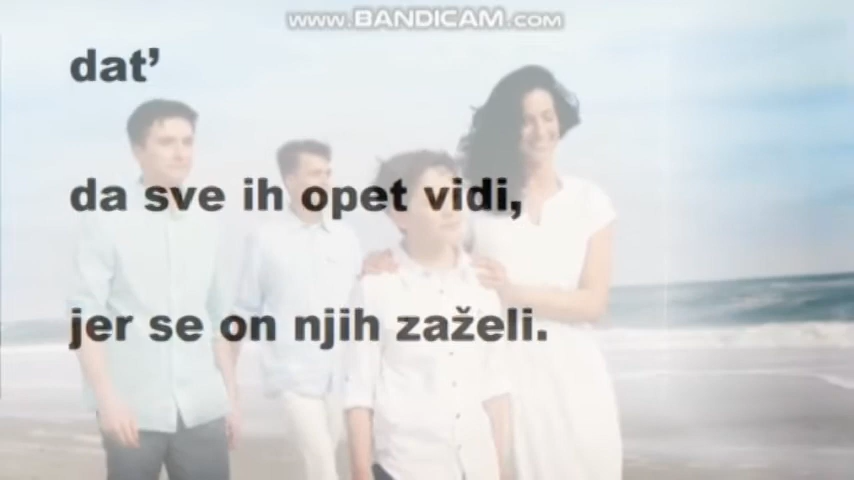 www.BANDICAM.com
dat’
da sve ih opet vidi,
jer se on njih zaželi.